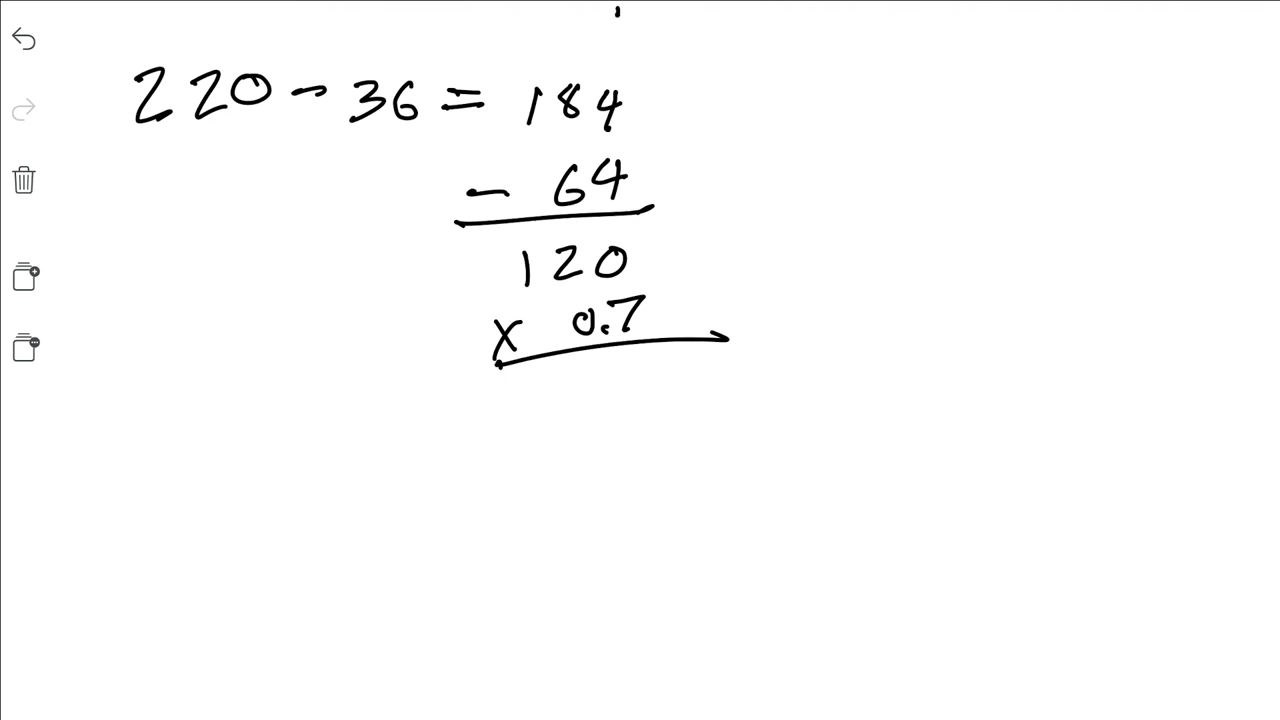 220 - 36 = 184
- 64
120
x 0.7